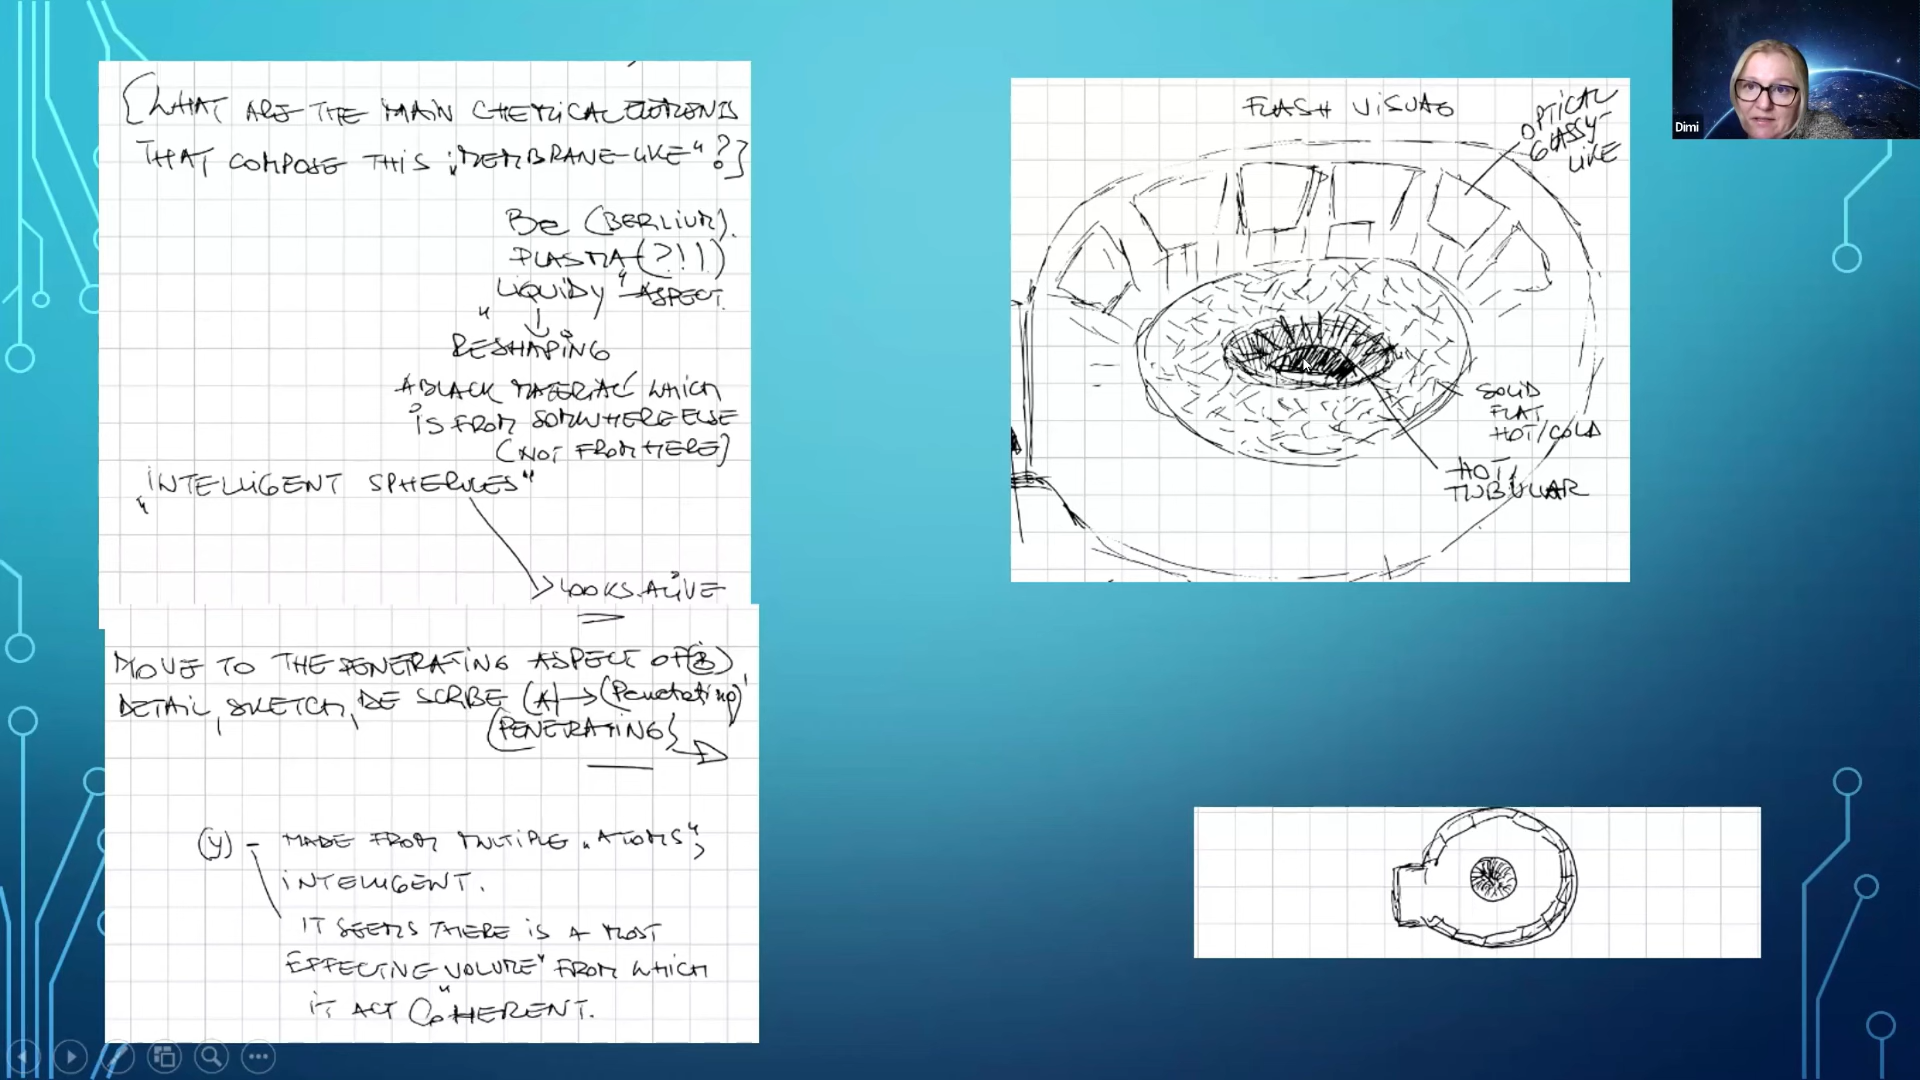 {WHAT ARE THE MAIN CHEMICAL ELEMENTS
THAT COMPOSE THIS „MEMBRANE-LIKE" ?]
Be (BERLIUM).
PLASMA (?!!)
„LIQUIDY" ASPECT.
RESHAPING
A BLACK MATERIAL WHICH
IS FROM SOMWHERE ELSE
(NOT FROM HERE)
„INTELLIGENT SPHERULES"
LOOKS ALIVE
MOVE TO THE PENETRATING ASPECT OF (B)
DETAIL, SKETCH, DESCRIBE (A) → (Penetrating)
(PENETRATING)
(Y) - MADE FROM MULTIPLE „ATOMS",
INTELLIGENT.
IT SEEMS THERE IS A MOST
EFFECTIVE VOLUME" FROM WHICH
IT ACT "COHERENT.
FLASH VISUAL
OPTICAL
GLASSY-
LIKE
SOLID
FLAT
HOT/COLD
HOT/
TUBULAR
Dimi